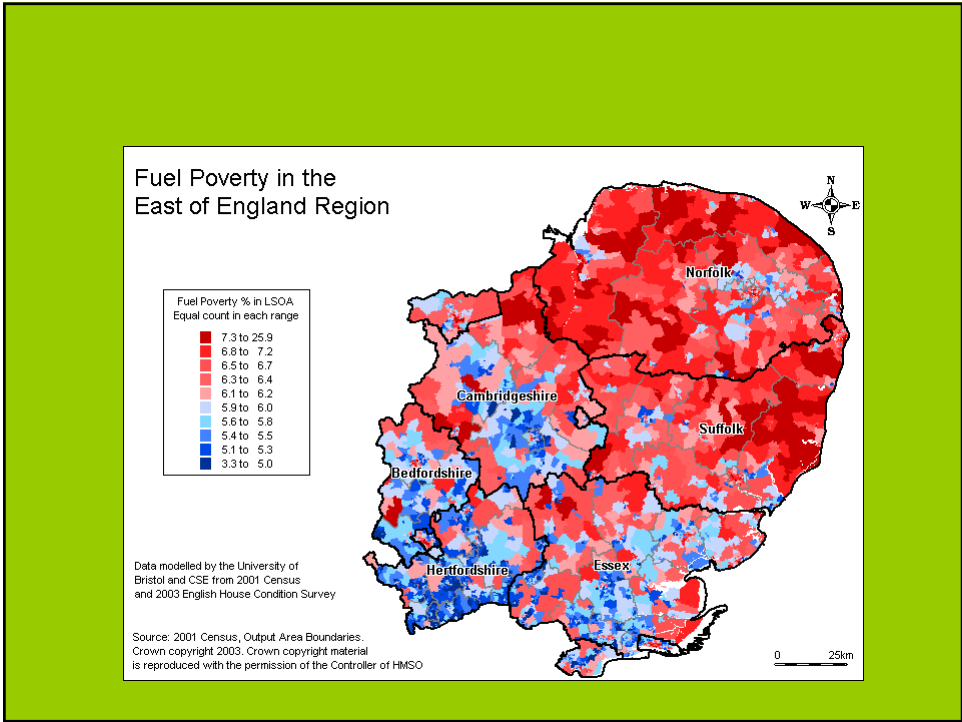 Fuel Poverty in the
East of England Region
N
W E
S
Norfolk
Fuel Poverty % in LSOA
Equal count in each range
7.3 to 25.9
6.8 to 7.2
6.5 to 6.7
6.3 to 6.4
6.1 to 6.2
5.9 to 6.0
5.6 to 5.8
5.4 to 5.5
5.1 to 5.3
3.3 to 5.0
Cambridgeshire
Suffolk
Bedfordshire
Hertfordshire
Essex
Data modelled by the University of
Bristol and CSE from 2001 Census
and 2003 English House Condition Survey
Source: 2001 Census, Output Area Boundaries.
Crown copyright 2003. Crown copyright material
is reproduced with the permission of the Controller of HMSO
0 25km